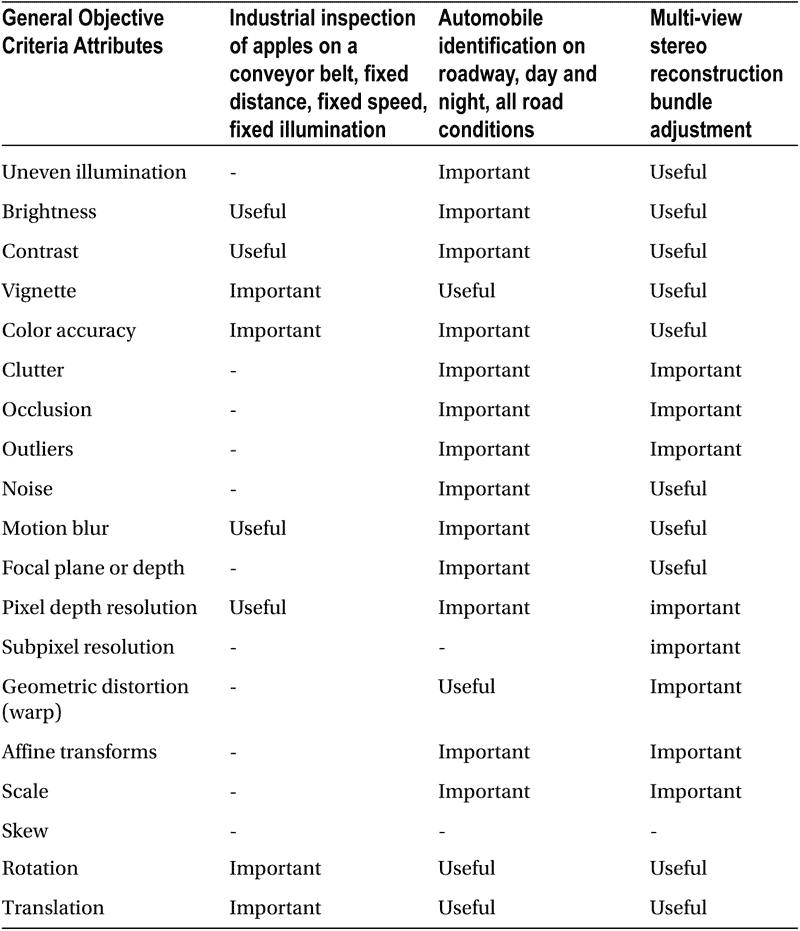 General Objective Criteria Attributes | Industrial inspection of apples on a conveyor belt, fixed distance, fixed speed, fixed illumination | Automobile identification on roadway, day and night, all road conditions | Multi-view stereo reconstruction bundle adjustment
Uneven illumination - Important Useful
Brightness Useful Important Useful
Contrast Useful Important Useful
Vignette Important Useful Useful
Color accuracy Important Important Useful
Clutter - Important Important
Occlusion - Important Important
Outliers - Important Important
Noise - Important Useful
Motion blur Useful Important Useful
Focal plane or depth - Important Useful
Pixel depth resolution Useful Important important
Subpixel resolution - - important
Geometric distortion - Useful Important
(warp)
Affine transforms - Important Important
Scale - Important Important
Skew - - -
Rotation Important Useful Useful
Translation Important Useful Useful